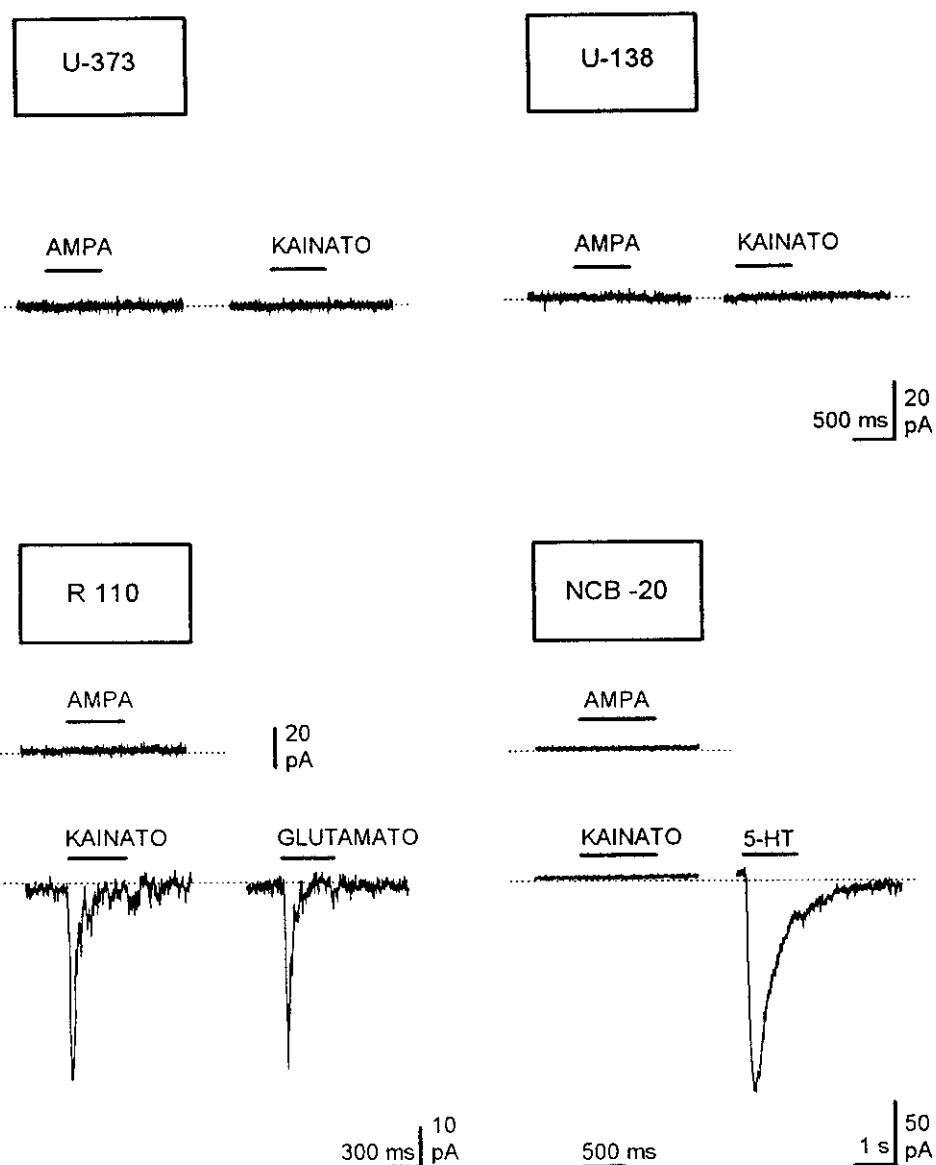 U-373
U-138
AMPA
KAINATO
AMPA
KAINATO
500 ms
20
pA
R 110
NCB -20
AMPA
20
pA
AMPA
KAINATO
GLUTAMATO
KAINATO
5-HT
300 ms
10
pA
500 ms
1 s
50
pA